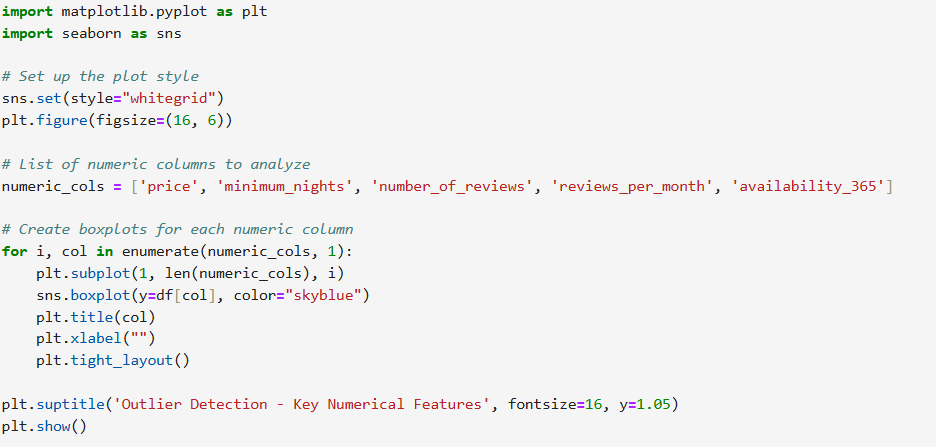 import matplotlib.pyplot as plt
import seaborn as sns

# Set up the plot style
sns.set(style="whitegrid")
plt.figure(figsize=(16, 6))

# List of numeric columns to analyze
numeric_cols = ['price', 'minimum_nights', 'number_of_reviews', 'reviews_per_month', 'availability_365']

# Create boxplots for each numeric column
for i, col in enumerate(numeric_cols, 1):
    plt.subplot(1, len(numeric_cols), i)
    sns.boxplot(y=df[col], color="skyblue")
    plt.title(col)
    plt.xlabel("")
    plt.tight_layout()

plt.suptitle('Outlier Detection - Key Numerical Features', fontsize=16, y=1.05)
plt.show()